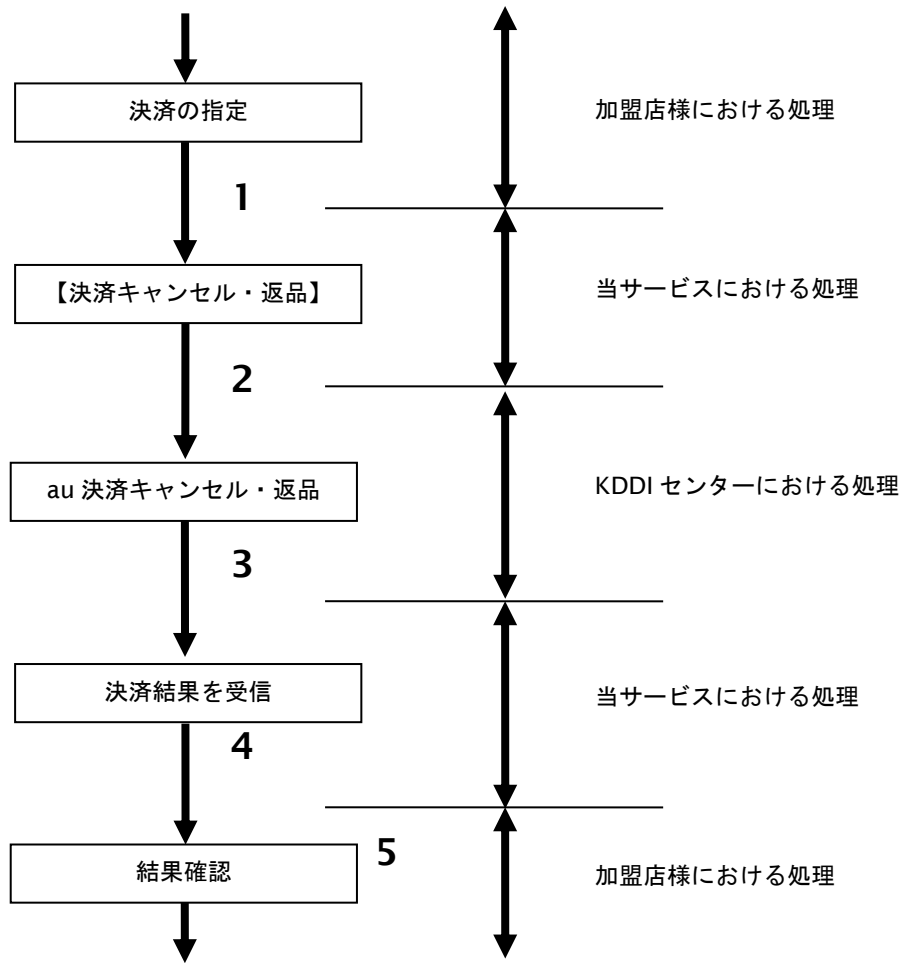 決済の指定
加盟店様における処理
1
【決済キャンセル・返品】
当サービスにおける処理
2
au 決済キャンセル・返品
KDDI センターにおける処理
3
決済結果を受信
当サービスにおける処理
4
5
結果確認
加盟店様における処理